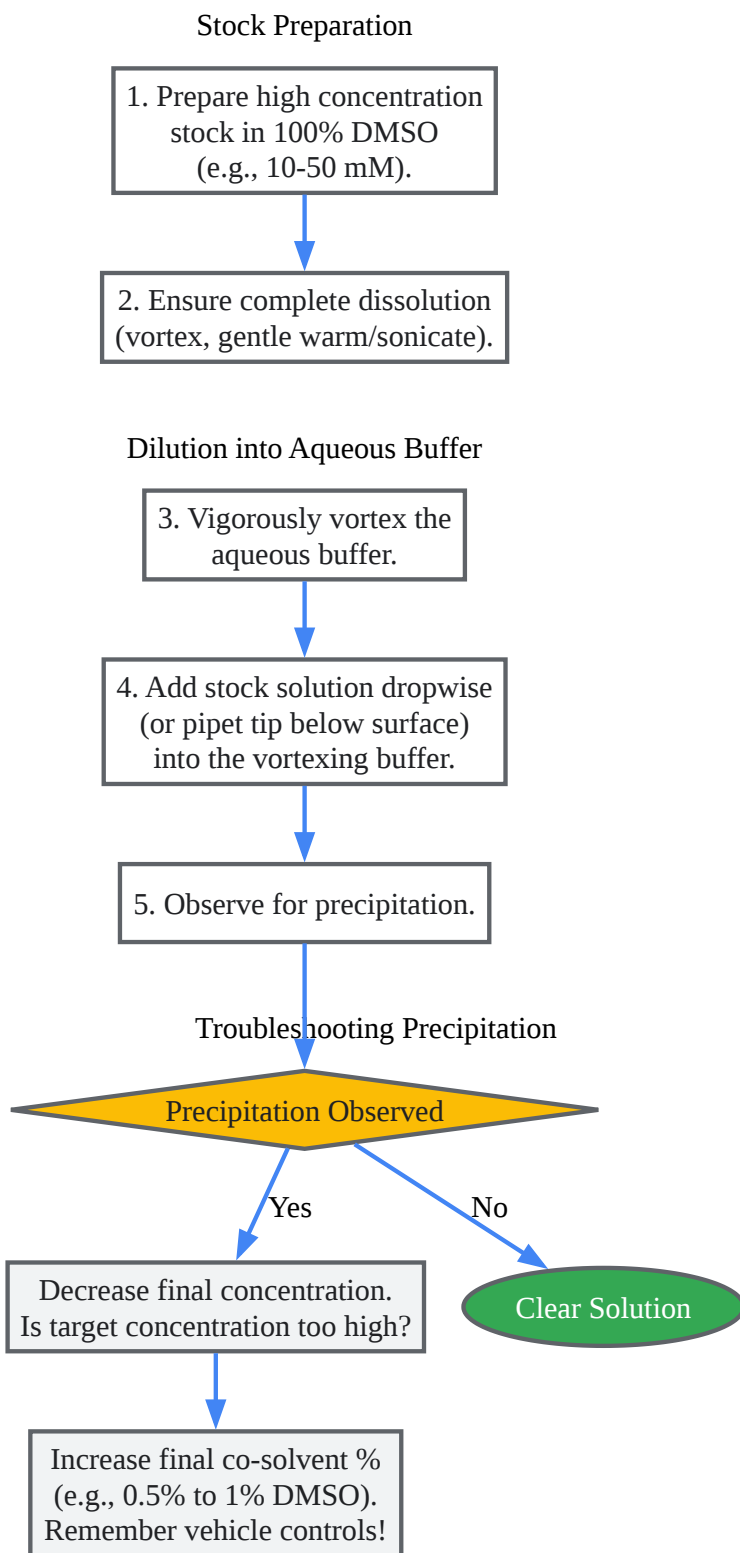 Stock Preparation
1. Prepare high concentration
stock in 100% DMSO
(e.g., 10-50 mM).
2. Ensure complete dissolution
(vortex, gentle warm/sonicate).
Dilution into Aqueous Buffer
3. Vigorously vortex the
aqueous buffer.
4. Add stock solution dropwise
(or pipet tip below surface)
into the vortexing buffer.
5. Observe for precipitation.
Troubleshooting Precipitation
Precipitation Observed
Yes
No
Decrease final concentration.
Is target concentration too high?
Clear Solution
Increase final co-solvent %
(e.g., 0.5% to 1% DMSO).
Remember vehicle controls!